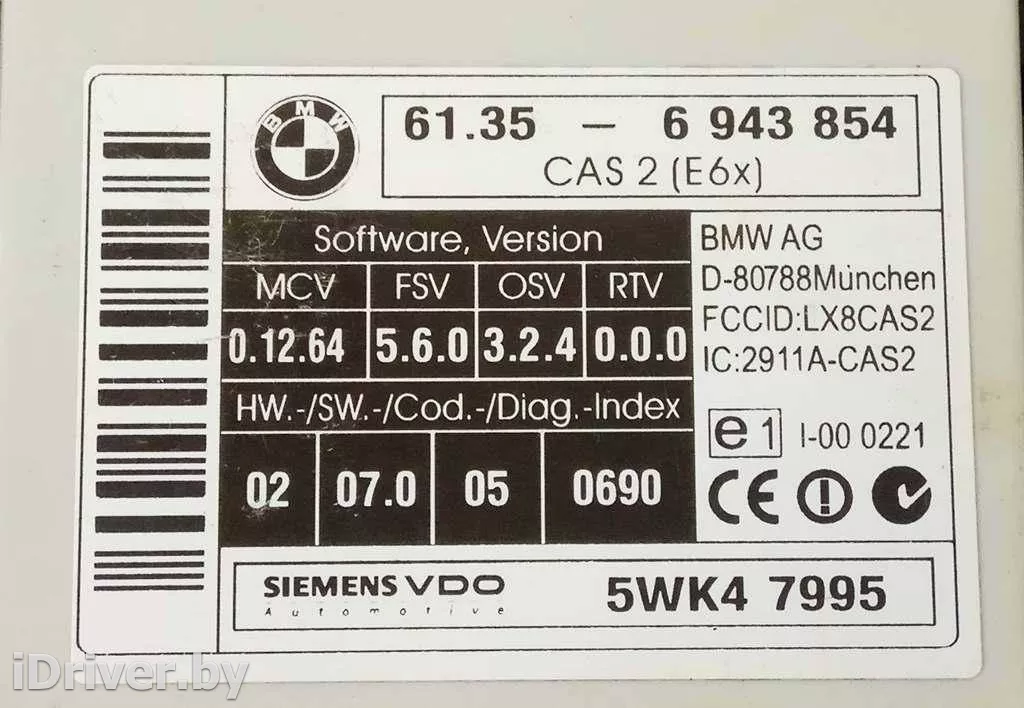 BMW
61.35 – 6 943 854
CAS 2 (E6x)
Software, Version
MCV FSV OSV RTV
0.12.64 5.6.0 3.2.4 0.0.0
HW.-/SW.-/Cod.-/Diag.-Index
02 07.0 05 0690
BMW AG
D-80788München
FCCID:LX8CAS2
IC:2911A-CAS2
e1 I-00 0221
CE
SIEMENS VDO
Automotive
5WK4 7995
iDriver.by